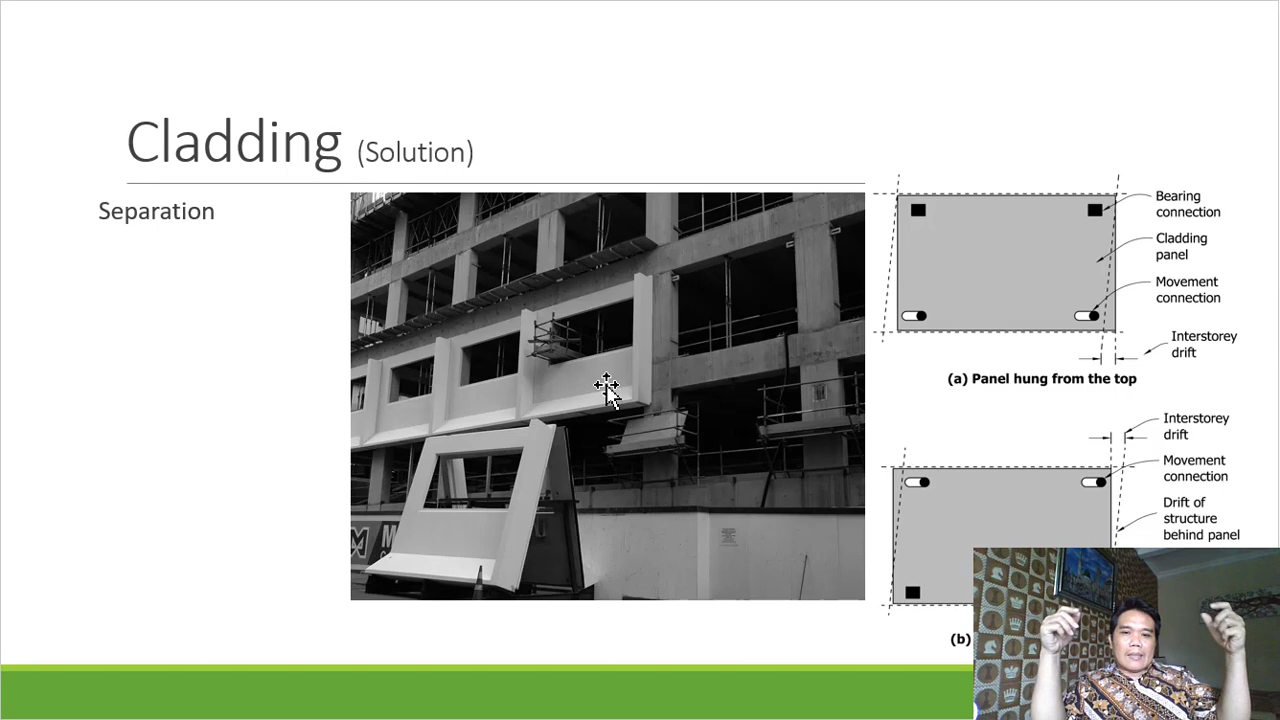 Cladding (Solution)
Separation
Bearing
connection
Cladding
panel
Movement
connection
Interstorey
drift
(a) Panel hung from the top
Interstorey
drift
Movement
connection
Drift of
structure
behind panel
(b)
M